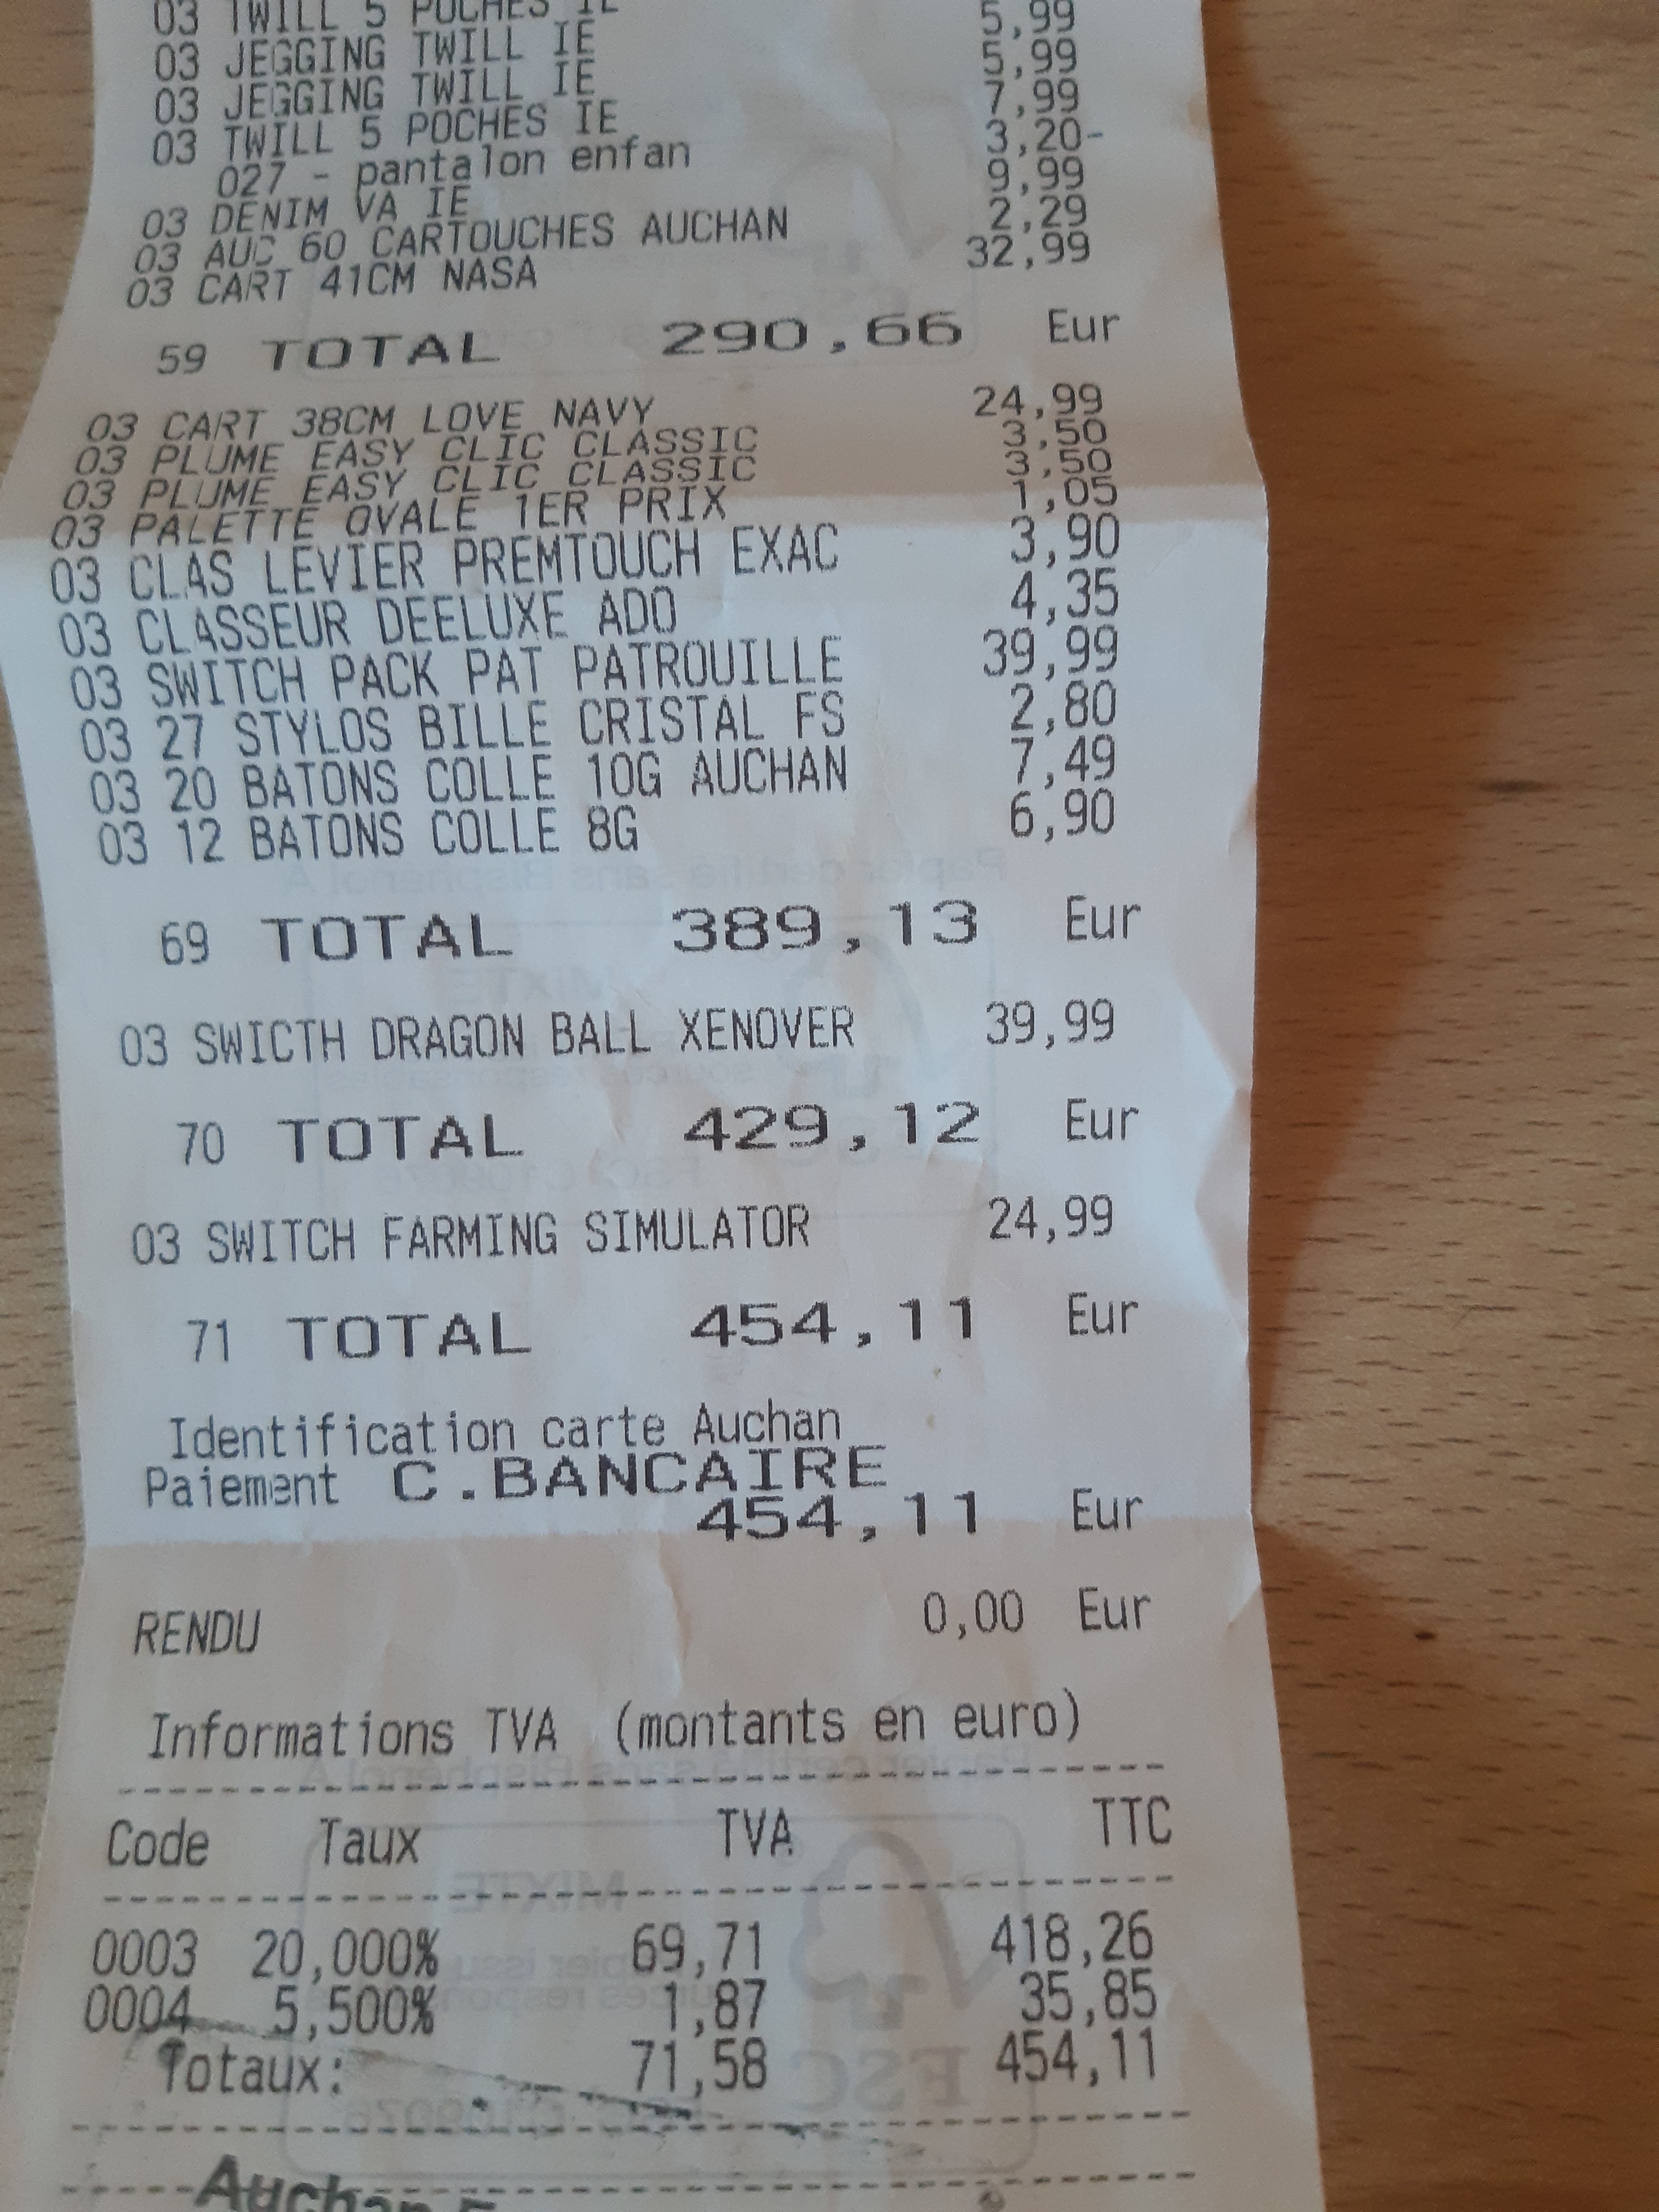 03 TWILL 5 POCHES IE 5,99
03 JEGGING TWILL IE 5,99
03 JEGGING TWILL IE 7,99
03 TWILL 5 POCHES IE 3,20-
027 - pantalon enfan 9,99
03 DENIM VA IE 2,29
03 AUC 60 CARTOUCHES AUCHAN 32,99
03 CART 41CM NASA
59 TOTAL 290,66 Eur
03 CART 38CM LOVE NAVY 24,99
03 PLUME EASY CLIC CLASSIC 3,50
03 PLUME EASY CLIC CLASSIC 3,50
03 PALETTE OVALE 1ER PRIX 1,05
03 CLAS LEVIER PREMTOUCH EXAC 3,90
03 CLASSEUR DEELUXE ADO 4,35
03 SWITCH PACK PAT PATROUILLE 39,99
03 27 STYLOS BILLE CRISTAL FS 2,80
03 20 BATONS COLLE 10G AUCHAN 7,49
03 12 BATONS COLLE 8G 6,90
69 TOTAL 389,13 Eur
03 SWICTH DRAGON BALL XENOVER 39,99
70 TOTAL 429,12 Eur
03 SWITCH FARMING SIMULATOR 24,99
71 TOTAL 454,11 Eur
Identification carte Auchan
Paiement C.BANCAIRE
454,11 Eur
RENDU 0,00 Eur
Informations TVA (montants en euro)
Code Taux TVA TTC
0003 20,000% 69,71 418,26
0004 5,500% 1,87 35,85
Totaux: 71,58 454,11
Auchan